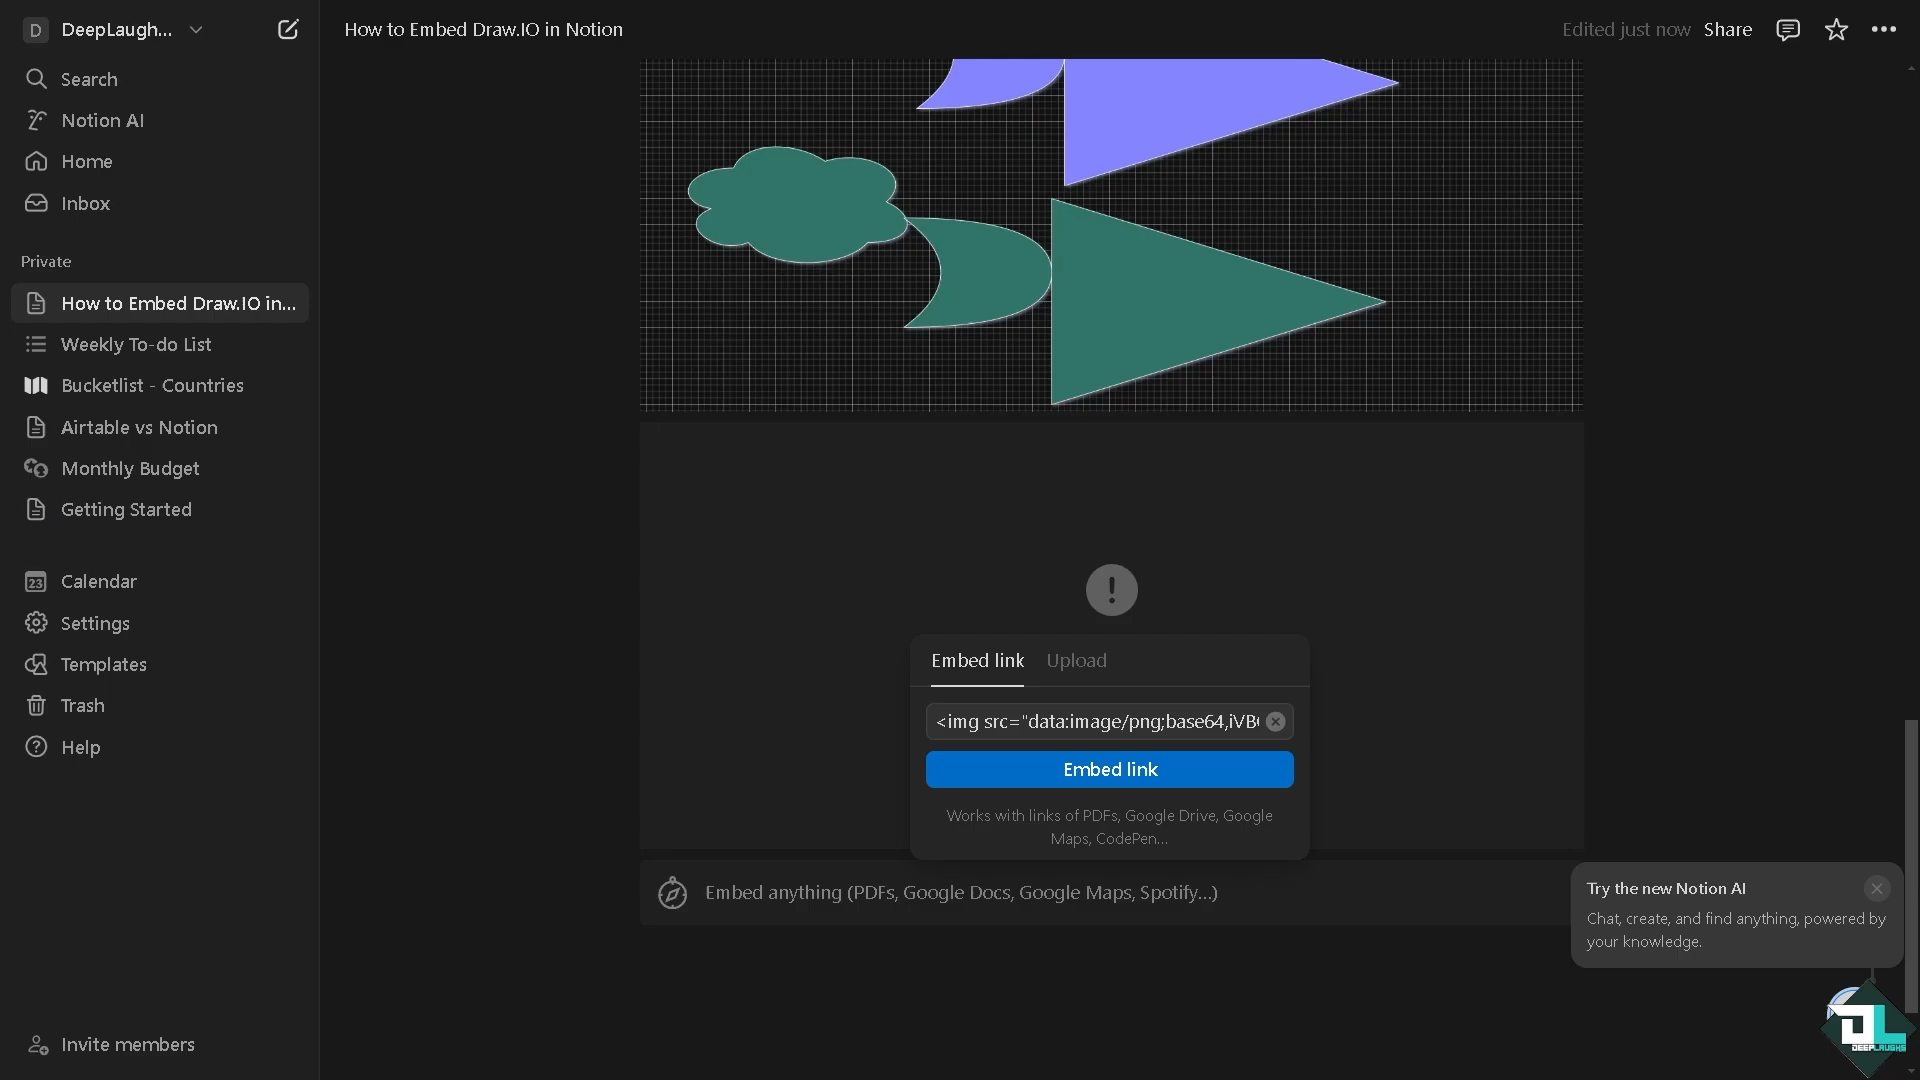 D DeepLaugh...
How to Embed Draw.IO in Notion
Edited just now Share
Search
Notion AI
Home
Inbox
Private
How to Embed Draw.IO in...
Weekly To-do List
Bucketlist - Countries
Airtable vs Notion
Monthly Budget
Getting Started
23 Calendar
Settings
Templates
Trash
Help
Invite members
Embed link Upload
<img src="data:image/png;base64,iVB
Embed link
Works with links of PDFs, Google Drive, Google
Maps, CodePen...
Embed anything (PDFs, Google Docs, Google Maps, Spotify...)
Try the new Notion AI
Chat, create, and find anything, powered by
your knowledge.
DL
DEEPLAUGHS